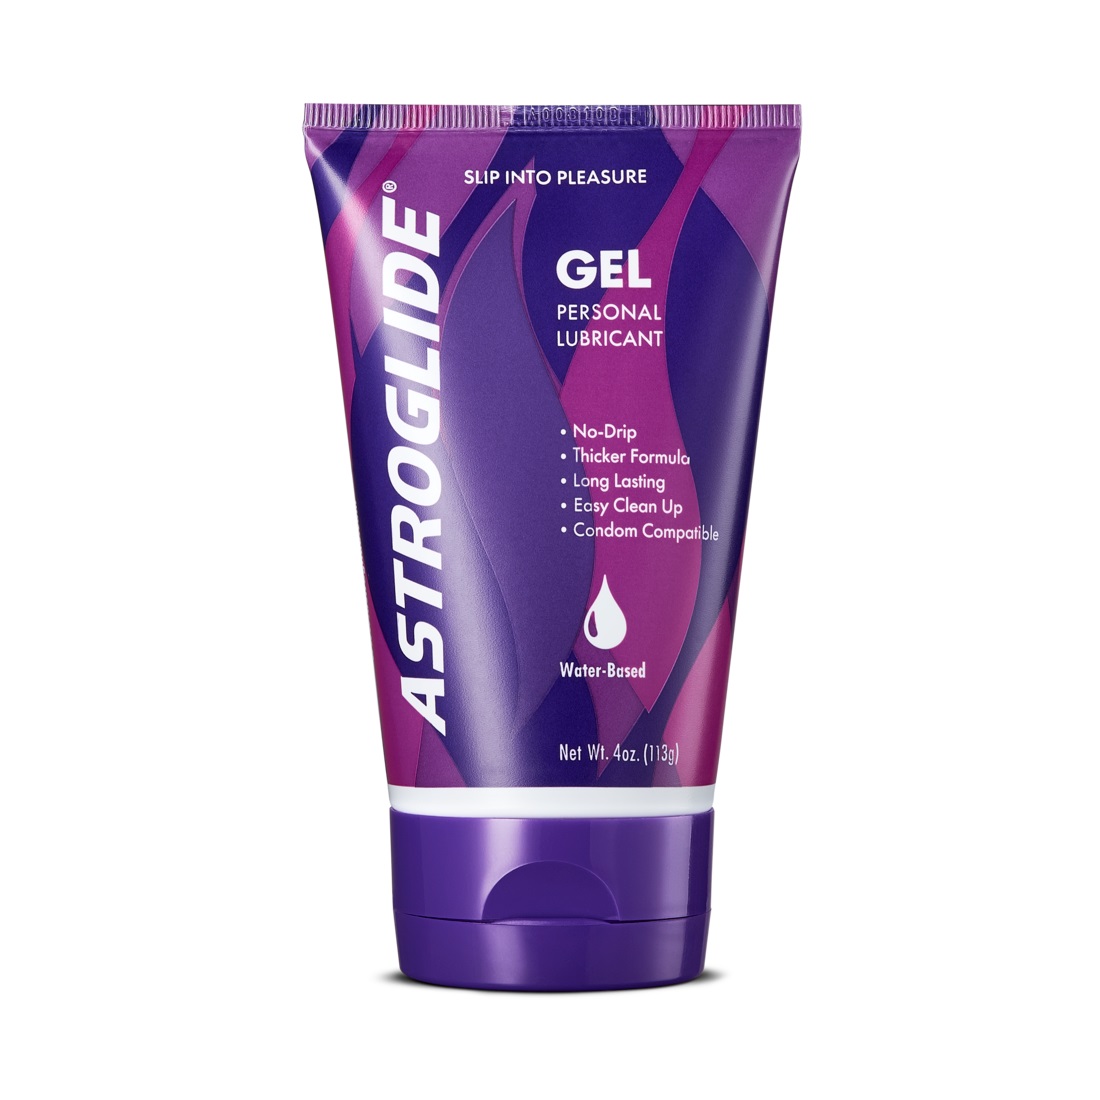 A000108
SLIP INTO PLEASURE
ASTROGLIDE®
GEL
PERSONAL
LUBRICANT
• No-Drip
• Thicker Formula
• Long Lasting
• Easy Clean Up
• Condom Compatible
Water-Based
Net Wt. 4oz. (113g)